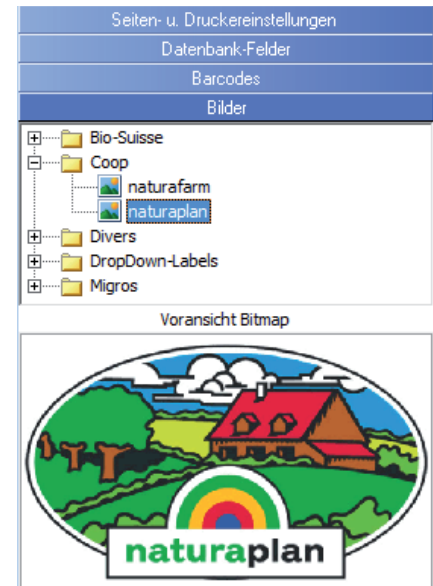 Seiten- u. Druckereinstellungen
Datenbank-Felder
Barcodes
Bilder
Bio-Suisse
Coop
naturafarm
naturaplan
Divers
DropDown-Labels
Migros
Voransicht Bitmap
naturaplan